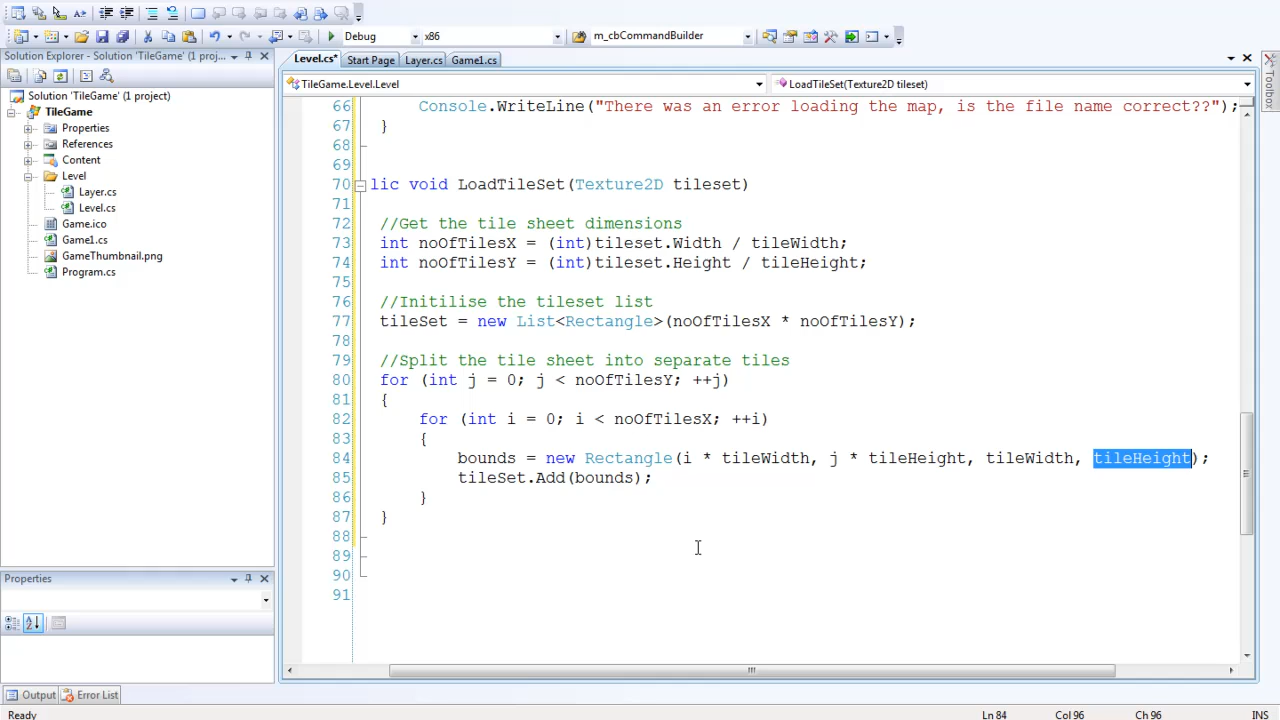 Debug
x86
m_cbCommandBuilder
Solution Explorer - Solution 'TileGame' (1 p...
Level.cs*
Start Page
Layer.cs
Game1.cs
TileGame.Level.Level
LoadTileSet(Texture2D tileset)
Toolbox
Solution 'TileGame' (1 project)
TileGame
Properties
References
Content
Level
Layer.cs
Level.cs
Game.ico
Game1.cs
GameThumbnail.png
Program.cs
66 Console.WriteLine("There was an error loading the map, is the file name correct??");
67 }
68
69
70 lic void LoadTileSet(Texture2D tileset)
71
72 //Get the tile sheet dimensions
73 int noOfTilesX = (int)tileset.Width / tileWidth;
74 int noOfTilesY = (int)tileset.Height / tileHeight;
75
76 //Initilise the tileset list
77 tileSet = new List<Rectangle>(noOfTilesX * noOfTilesY);
78
79 //Split the tile sheet into separate tiles
80 for (int j = 0; j < noOfTilesY; ++j)
81 {
82 for (int i = 0; i < noOfTilesX; ++i)
83 {
84 bounds = new Rectangle(i * tileWidth, j * tileHeight, tileWidth, tileHeight);
85 tileSet.Add(bounds);
86 }
87 }
88
89
90
91
Properties
Output
Error List
Ready
Ln 84
Col 96
Ch 96
INS